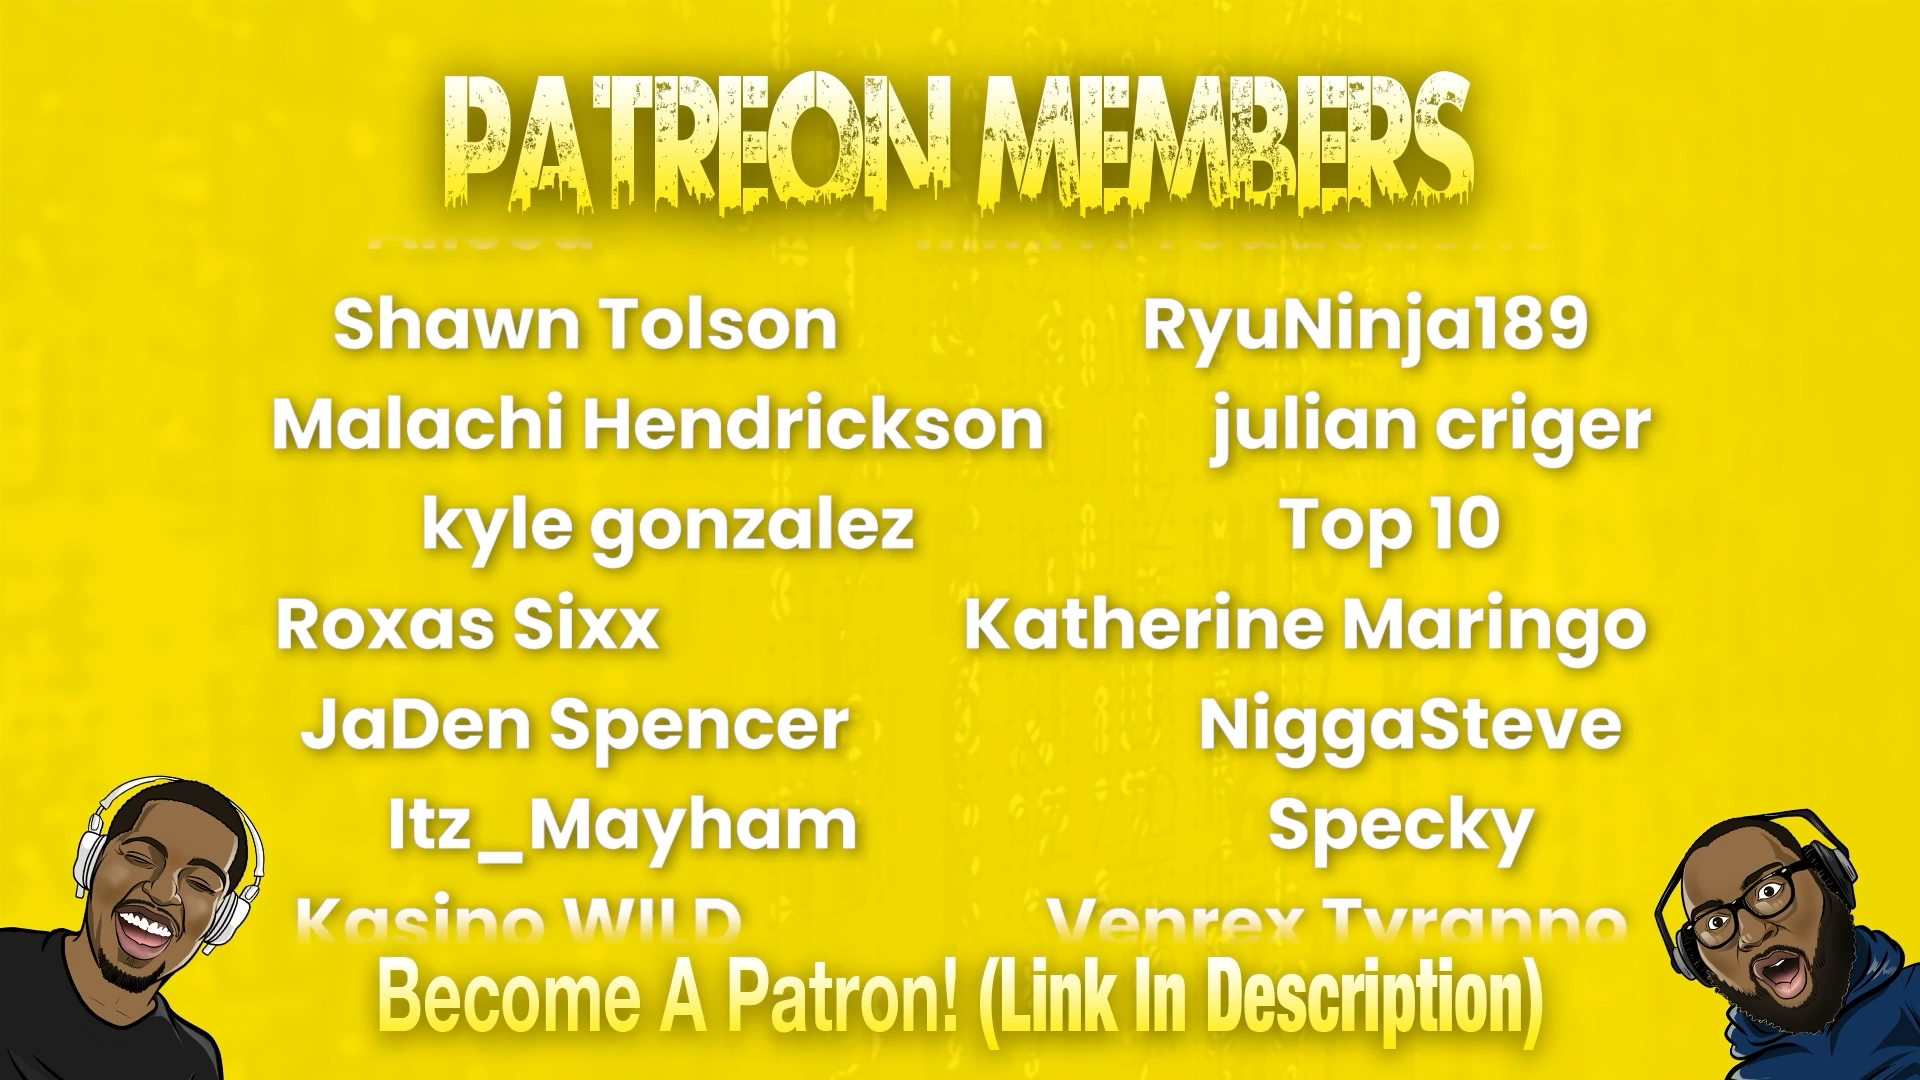 PATREON MEMBERS
Shawn Tolson RyuNinja189
Malachi Hendrickson julian criger
kyle gonzalez Top 10
Roxas Sixx Katherine Maringo
JaDen Spencer NiggaSteve
Itz_Mayham Specky
Kasino WILD Venrex Tyranno
Become A Patron! (Link In Description)